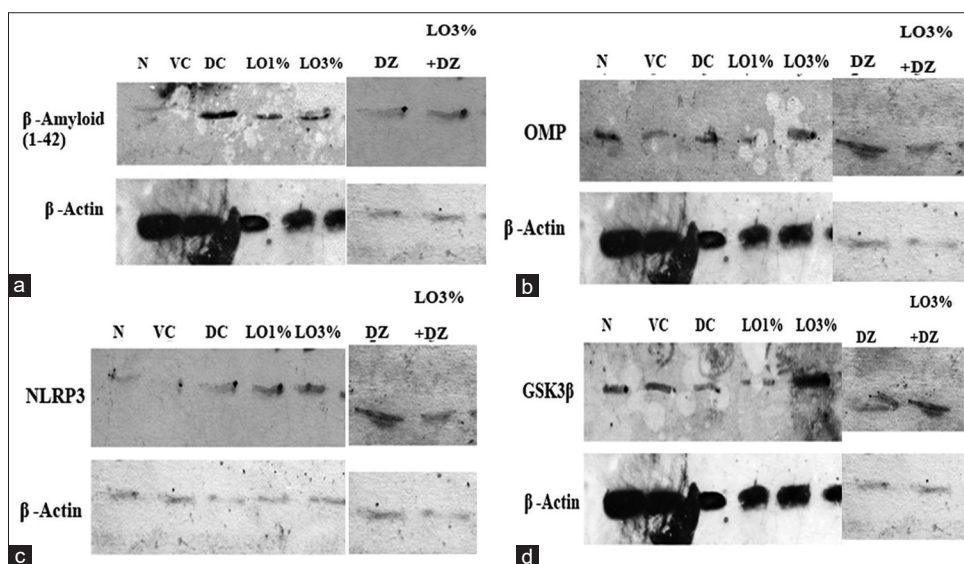 LO3%
N VC DC LO1% LO3% DZ +DZ
β-Amyloid
(1-42)
β-Actin
a
LO3%
N VC DC LO1% LO3% DZ +DZ
OMP
β-Actin
b
LO3%
N VC DC LO1% LO3% DZ +DZ
NLRP3
β-Actin
c
LO3%
N VC DC LO1% LO3% DZ +DZ
GSK3β
β-Actin
d